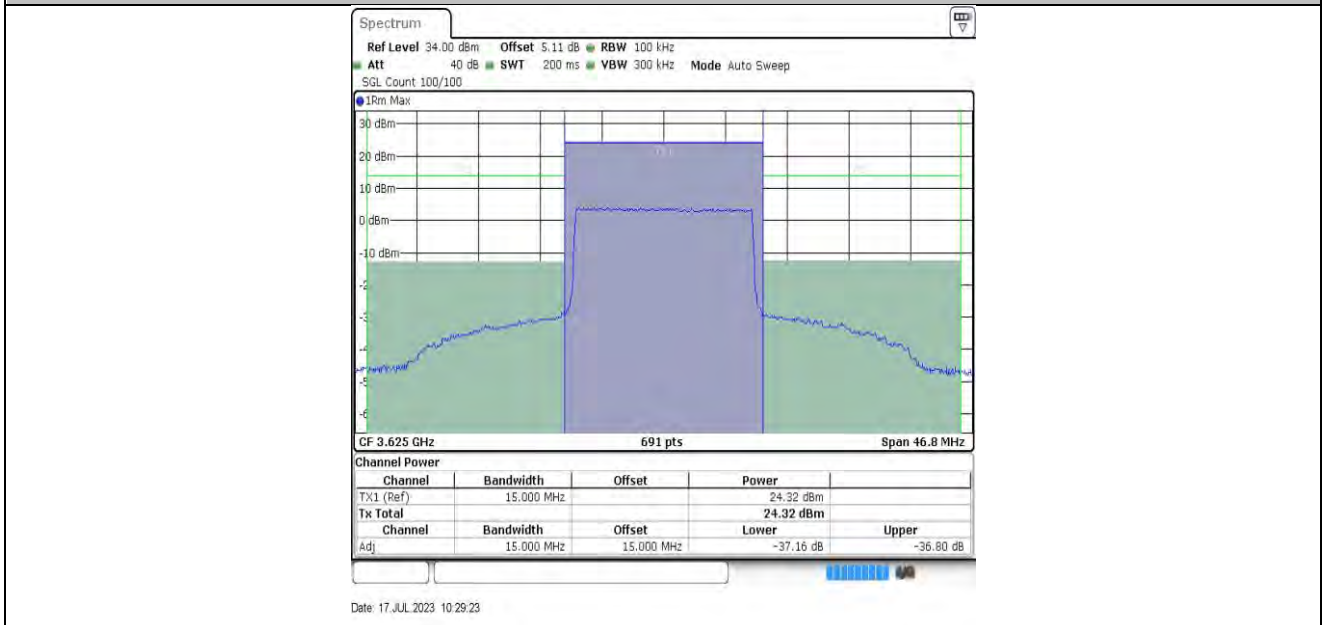 Spectrum
Ref Level 34.00 dBm Offset 5.11 dB RBW 100 kHz
Att 40 dB SWT 200 ms VBW 300 kHz Mode Auto Sweep
SGL Count 100/100
1Rm Max
30 dBm
20 dBm
10 dBm
0 dBm
-10 dBm
CF 3.625 GHz 691 pts Span 46.8 MHz
Channel Power
Channel Bandwidth Offset Power
TX1 (Ref) 15.000 MHz 24.32 dBm
Tx Total 24.32 dBm
Channel Bandwidth Offset Lower Upper
Adj 15.000 MHz 15.000 MHz -37.16 dB -36.80 dB
Date: 17.JUL.2023 10:29:23